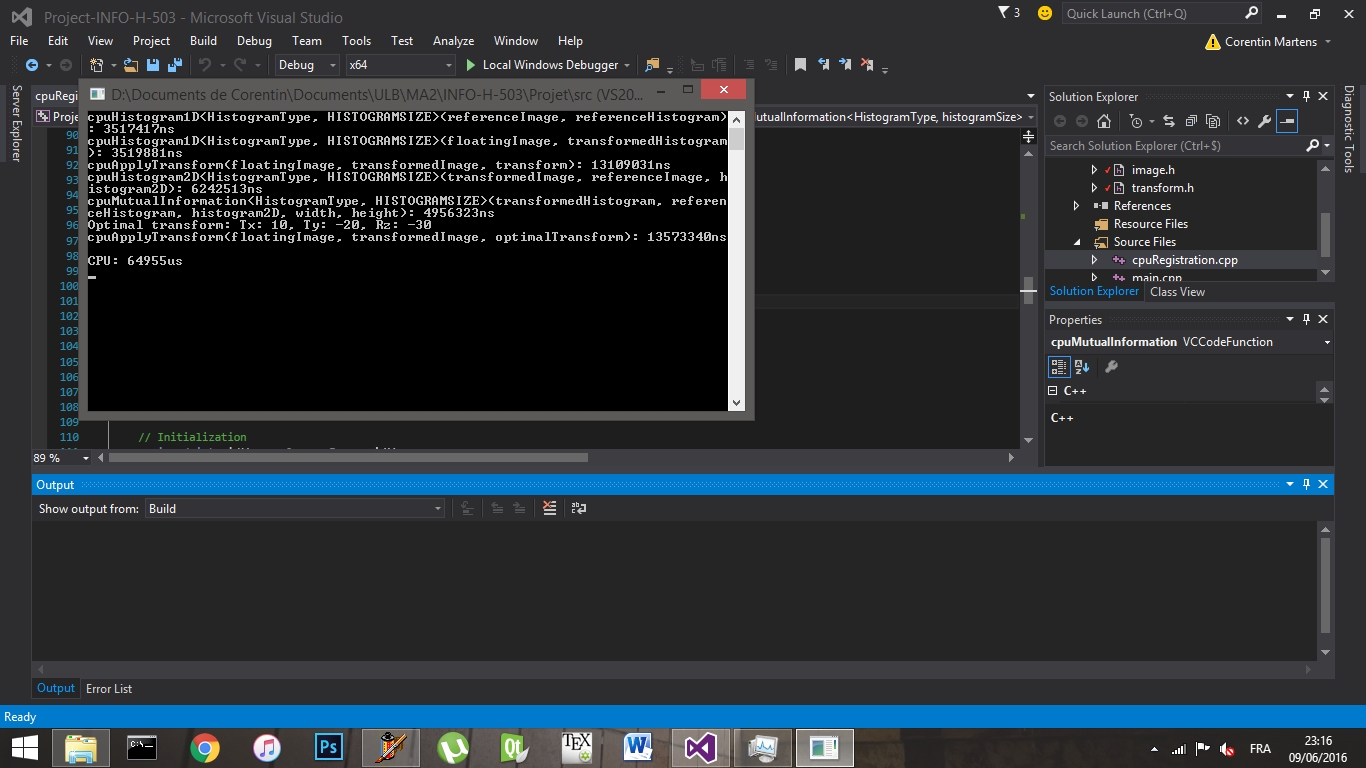 Project-INFO-H-503 - Microsoft Visual Studio
3
Quick Launch (Ctrl+Q)
File Edit View Project Build Debug Team Tools Test Analyze Window Help
Corentin Martens
Debug x64 Local Windows Debugger
Server Explorer
cpuRegi
Proje
D:\Documents de Corentin\Documents\ULB\MA2\INFO-H-503\Projet\src (VS20...
cpuHistogram1D<HistogramType, HISTOGRAMSIZE>(referenceImage, referenceHistogram)
: 3517417ns
cpuHistogram1D<HistogramType, HISTOGRAMSIZE>(floatingImage, transformedHistogram
): 3519881ns
cpuApplyTransform(floatingImage, transformedImage, transform): 13109031ns
cpuHistogram2D<HistogramType, HISTOGRAMSIZE>(transformedImage, referenceImage, h
istogram2D): 6242513ns
cpuMutualInformation<HistogramType, HISTOGRAMSIZE>(transformedHistogram, referen
ceHistogram, histogram2D, width, height): 4956323ns
Optimal transform: Tx: 10, Ty: -20, Rz: -30
cpuApplyTransform(floatingImage, transformedImage, optimalTransform): 13573340ns
CPU: 64955us
MutualInformation<HistogramType, histogramSize>
90
91
92
93
94
95
96
97
98
99
100
101
102
103
104
105
106
107
108
109
110 // Initialization
89 %
Solution Explorer
Search Solution Explorer (Ctrl+$)
image.h
transform.h
References
Resource Files
Source Files
cpuRegistration.cpp
main.cpp
Solution Explorer Class View
Properties
cpuMutualInformation VCCodeFunction
C++
C++
Diagnostic Tools
Output
Show output from: Build
Output Error List
Ready
C:\_
Ps
Qt
TEX
W
FRA
23:16
09/06/2016